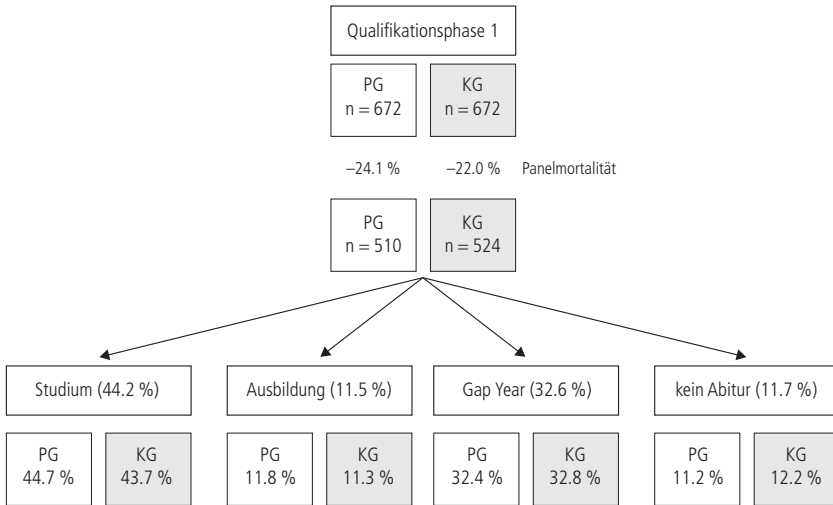 Qualifikationsphase 1
PG
n = 672
KG
n = 672
–24.1 %
–22.0 %
Panelmortalität
PG
n = 510
KG
n = 524
Studium (44.2 %)
Ausbildung (11.5 %)
Gap Year (32.6 %)
kein Abitur (11.7 %)
PG
44.7 %
KG
43.7 %
PG
11.8 %
KG
11.3 %
PG
32.4 %
KG
32.8 %
PG
11.2 %
KG
12.2 %